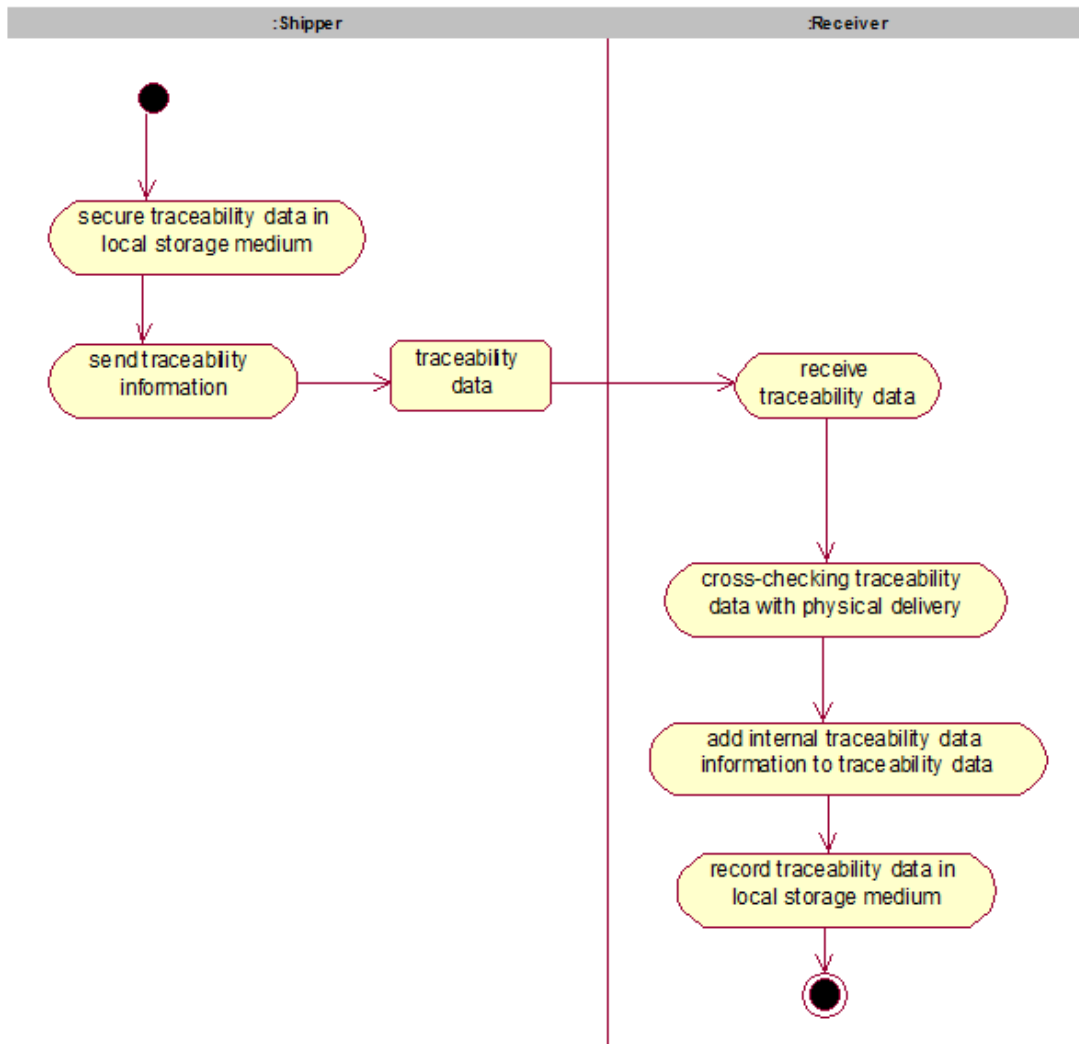 :Shipper
:Receiver
secure traceability data in
local storage medium
send traceability
information
traceability
data
receive
traceability data
cross-checking traceability
data with physical delivery
add internal traceability data
information to traceability data
record traceability data in
local storage medium